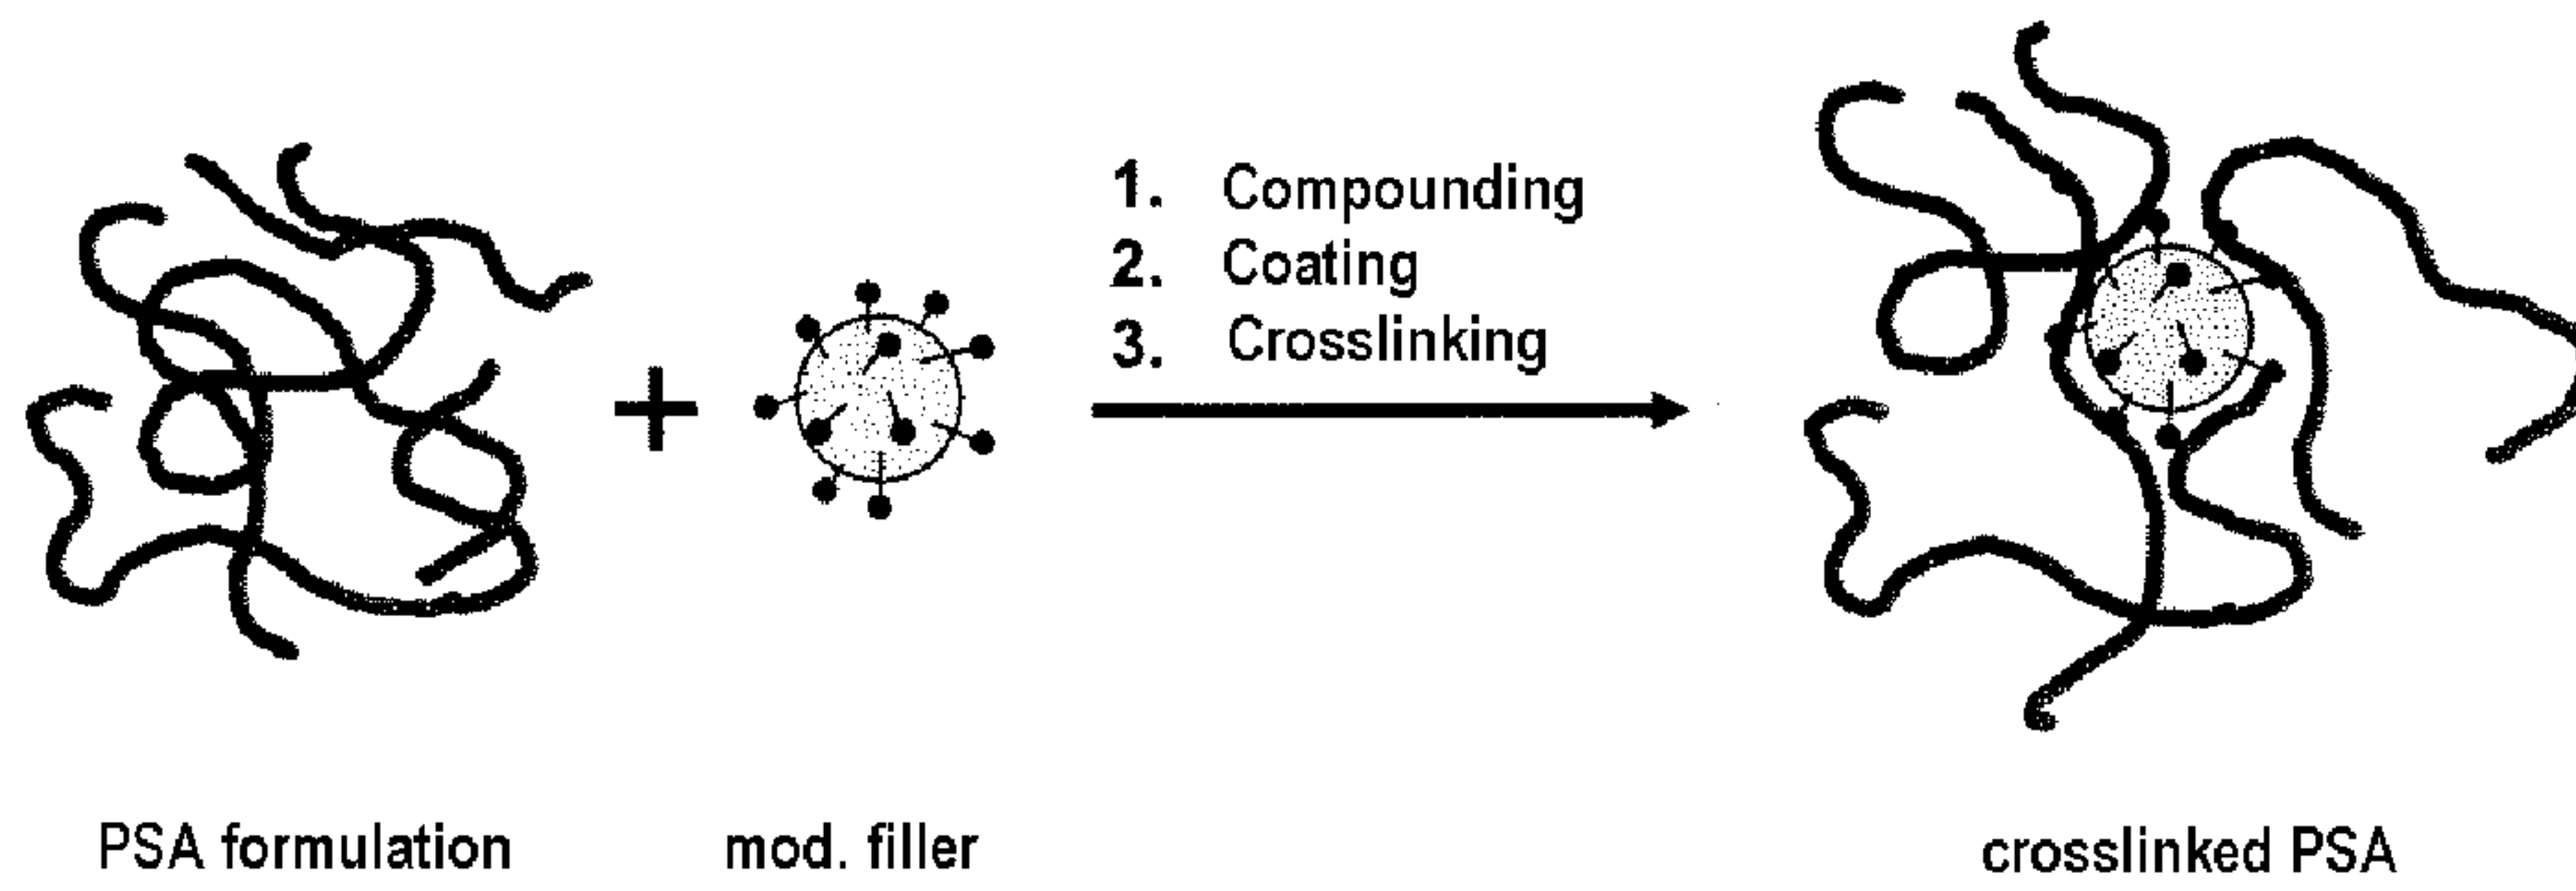 1. Compounding
2. Coating
3. Crosslinking
+
PSA formulation
mod. filler
crosslinked PSA